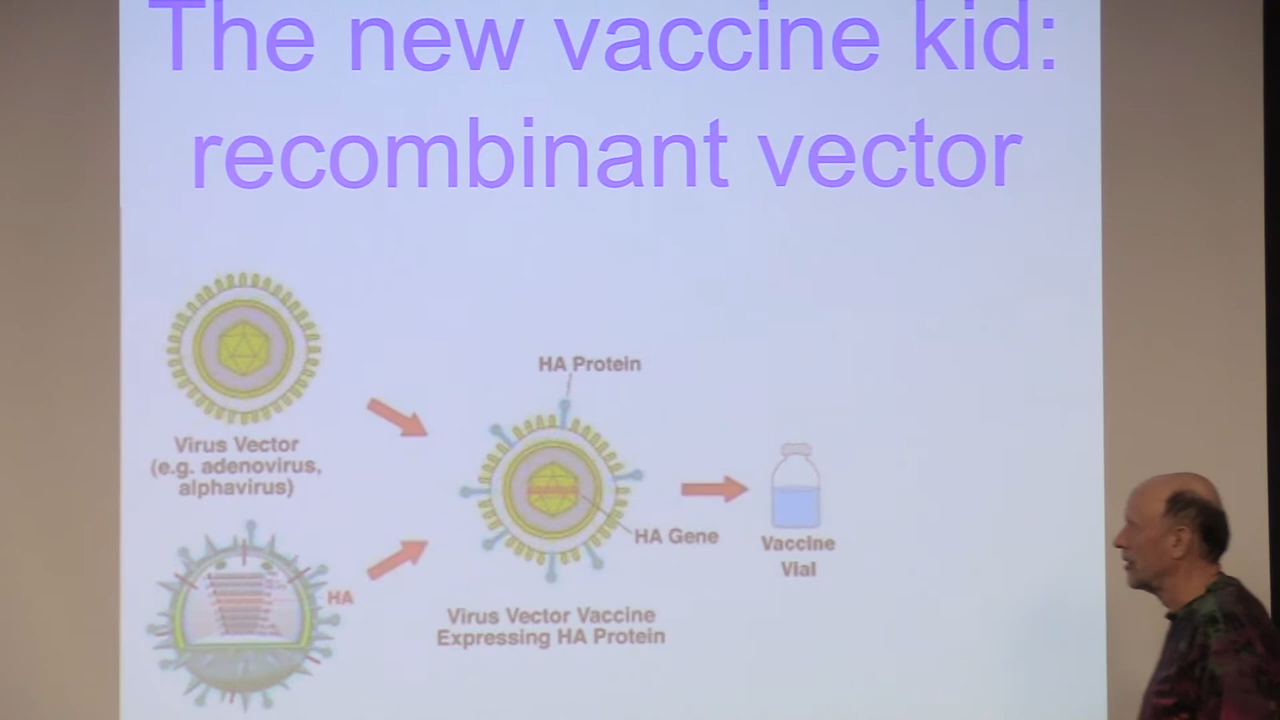 The new vaccine kid:
recombinant vector
HA Protein
Virus Vector
(e.g. adenovirus,
alphavirus)
HA Gene
Vaccine
Vial
HA
Virus Vector Vaccine
Expressing HA Protein